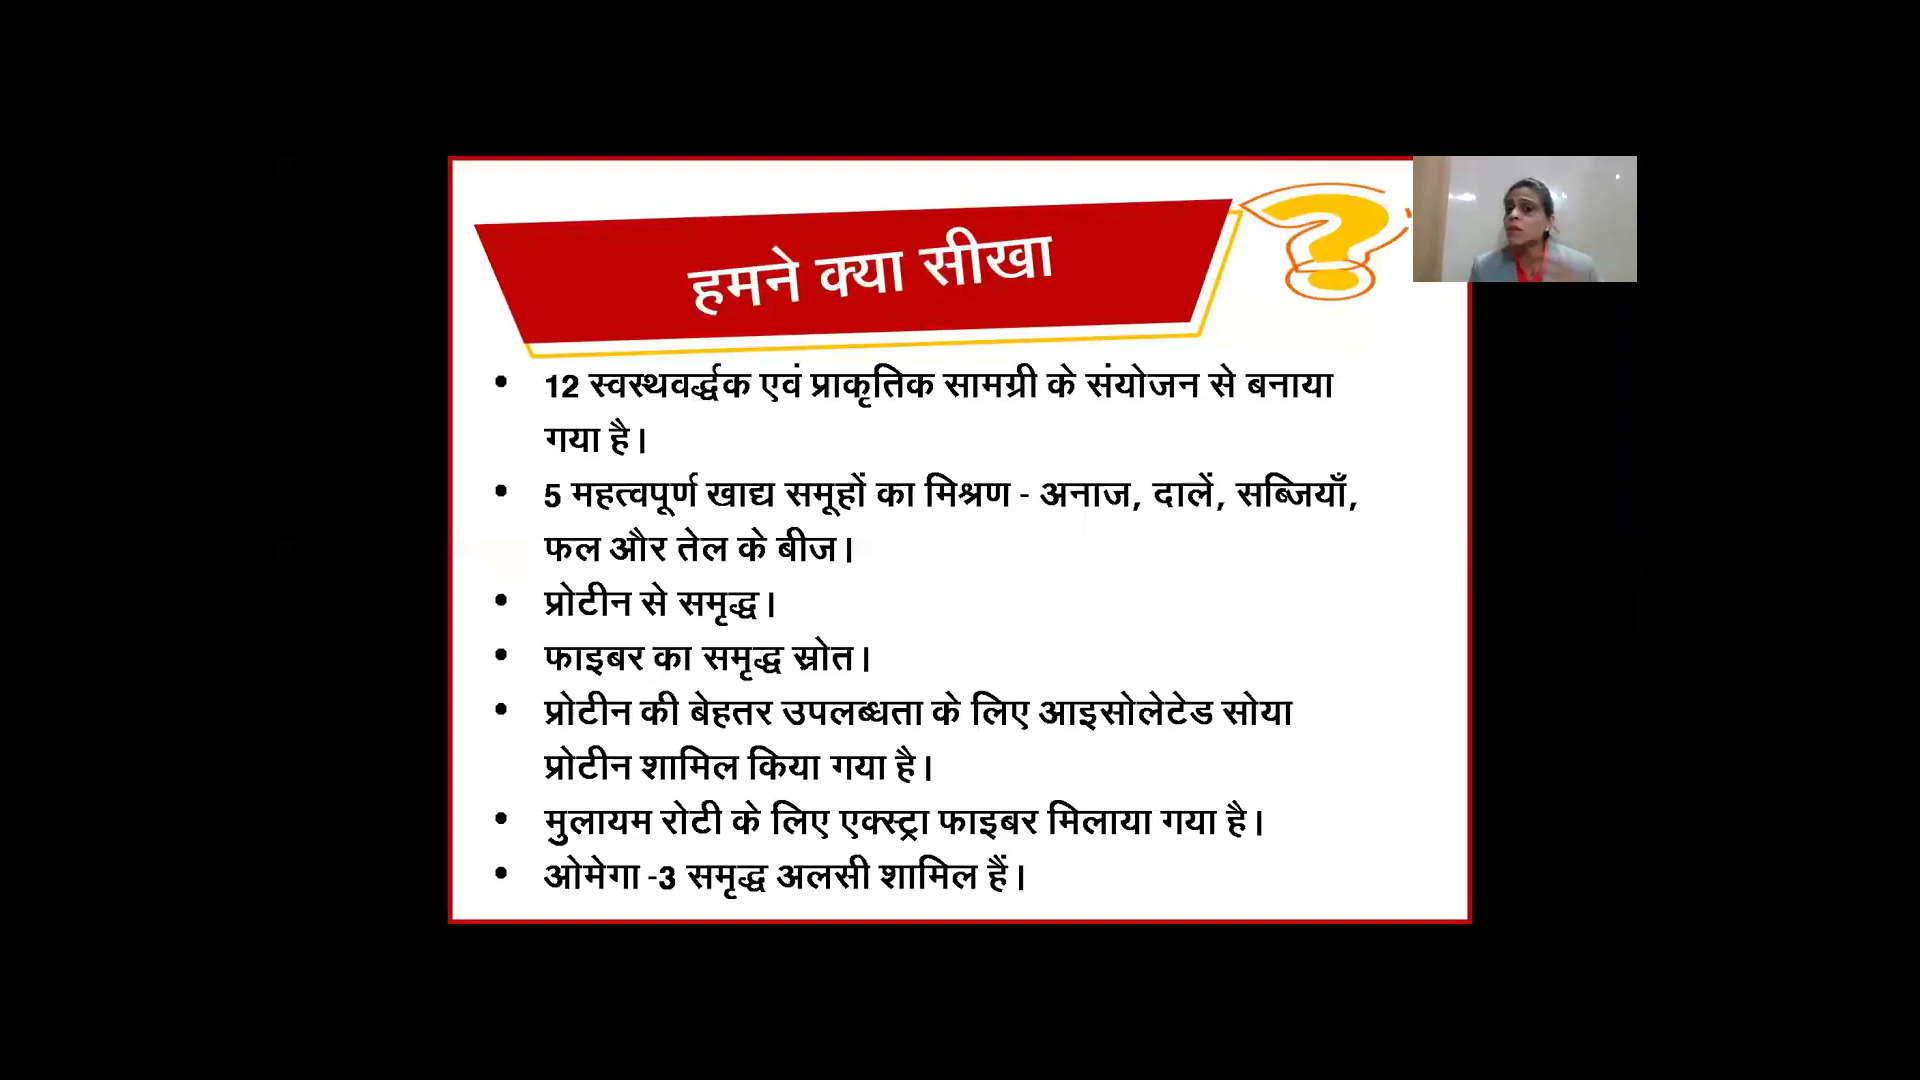 हमने क्या सीखा
• 12 स्वस्थवर्द्धक एवं प्राकृतिक सामग्री के संयोजन से बनाया
गया है।
• 5 महत्वपूर्ण खाद्य समूहों का मिश्रण - अनाज, दालें, सब्जियाँ,
फल और तेल के बीज।
• प्रोटीन से समृद्ध।
• फाइबर का समृद्ध स्रोत।
• प्रोटीन की बेहतर उपलब्धता के लिए आइसोलेटेड सोया
प्रोटीन शामिल किया गया है।
• मुलायम रोटी के लिए एक्स्ट्रा फाइबर मिलाया गया है।
• ओमेगा -3 समृद्ध अलसी शामिल हैं।